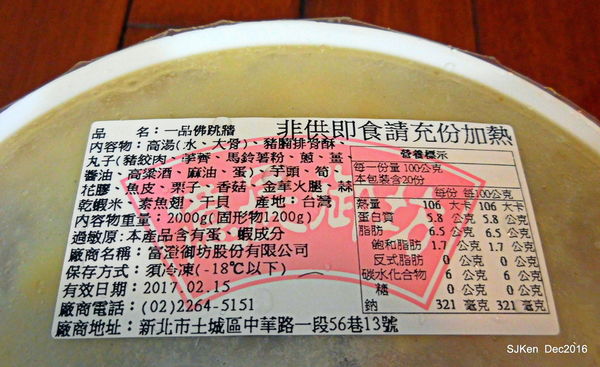 品　名：一品佛跳牆
非供即食請充份加熱
內容物：高湯(水、大骨)、豬腩排骨酥、
丸子(豬絞肉、荸薺、馬鈴薯粉、蔥、薑
醬油、高粱酒、麻油、蛋)、芋頭、筍、
花膠、魚皮、栗子、香菇、金華火腿、蒜
乾蝦米、素魚翅、干貝　產地：台灣
內容物重量：2000g(固形物1200g)
過敏原：本產品含有蛋、蝦成分
廠商名稱：富澄御坊股份有限公司
保存方式：須冷凍(-18℃以下)
有效日期：2017.02.15
廠商電話：(02)2264-5151
廠商地址：新北市土城區中華路一段56巷13號
營養標示
每一份量 100公克
本包裝含20份
每份 每100公克
熱量 106 大卡 106 大卡
蛋白質 5.8 公克 5.8 公克
脂肪 6.5 公克 6.5 公克
飽和脂肪 1.7 公克 1.7 公克
反式脂肪 0 公克 0 公克
碳水化合物 6 公克 6 公克
糖 0 公克 0 公克
鈉 321 毫克 321 毫克
御坊
SJKen Dec2016